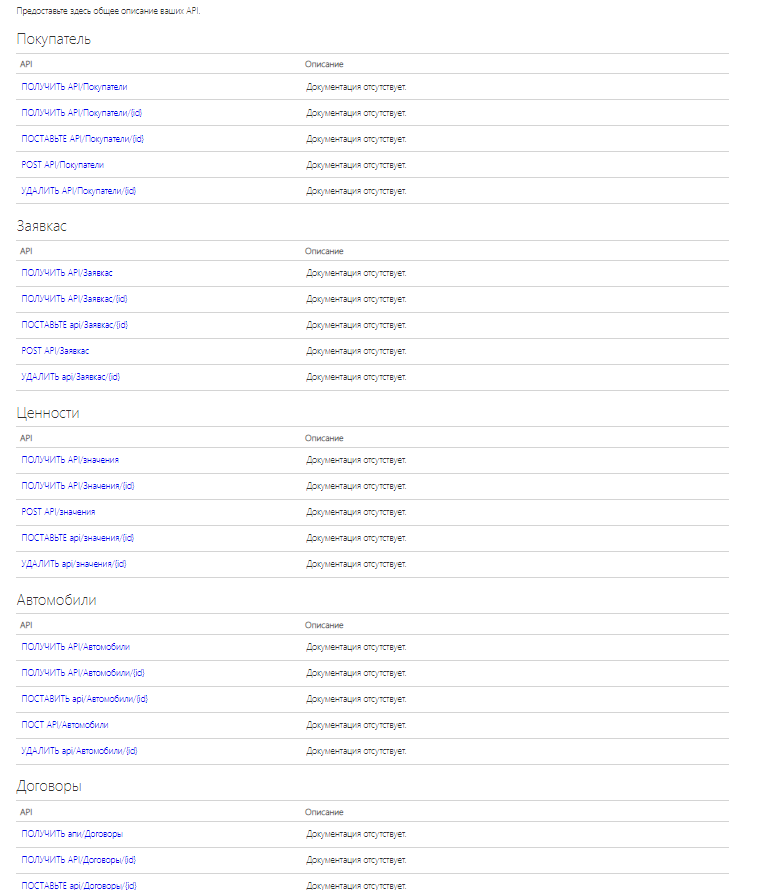 Предоставьте здесь общее описание ваших API.
Покупатель
API Описание
ПОЛУЧИТЬ API/Покупатели Документация отсутствует.
ПОЛУЧИТЬ API/Покупатели/{id} Документация отсутствует.
ПОСТАВЬТЕ API/Покупатели/{id} Документация отсутствует.
POST API/Покупатели Документация отсутствует.
УДАЛИТЬ API/Покупатели/{id} Документация отсутствует.
Заявкас
API Описание
ПОЛУЧИТЬ API/Заявкас Документация отсутствует.
ПОЛУЧИТЬ API/Заявкас/{id} Документация отсутствует.
ПОСТАВЬТЕ api/Заявкас/{id} Документация отсутствует.
POST API/Заявкас Документация отсутствует.
УДАЛИТЬ api/Заявкас/{id} Документация отсутствует.
Ценности
API Описание
ПОЛУЧИТЬ API/значения Документация отсутствует.
ПОЛУЧИТЬ API/Значения/{id} Документация отсутствует.
POST API/значения Документация отсутствует.
ПОСТАВЬТЕ api/значения/{id} Документация отсутствует.
УДАЛИТЬ api/значения/{id} Документация отсутствует.
Автомобили
API Описание
ПОЛУЧИТЬ API/Автомобили Документация отсутствует.
ПОЛУЧИТЬ API/Автомобили/{id} Документация отсутствует.
ПОСТАВИТЬ api/Автомобили/{id} Документация отсутствует.
ПОСТ API/Автомобили Документация отсутствует.
УДАЛИТЬ api/Автомобили/{id} Документация отсутствует.
Договоры
API Описание
ПОЛУЧИТЬ апи/Договоры Документация отсутствует.
ПОЛУЧИТЬ API/Договоры/{id} Документация отсутствует.
ПОСТАВЬТЕ api/Договоры/{id} Документация отсутствует.